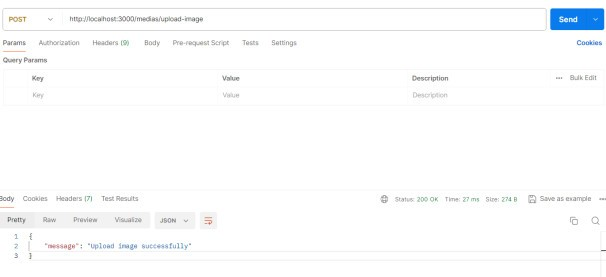 POST http://localhost:3000/medias/upload-image Send
Params Authorization Headers (9) Body Pre-request Script Tests Settings Cookies
Query Params
Key Value Description ••• Bulk Edit
Key Value Description
Body Cookies Headers (7) Test Results Status: 200 OK Time: 27 ms Size: 274 B Save as example •••
Pretty Raw Preview Visualize JSON
1 {
2 "message": "Upload image successfully"
3 }